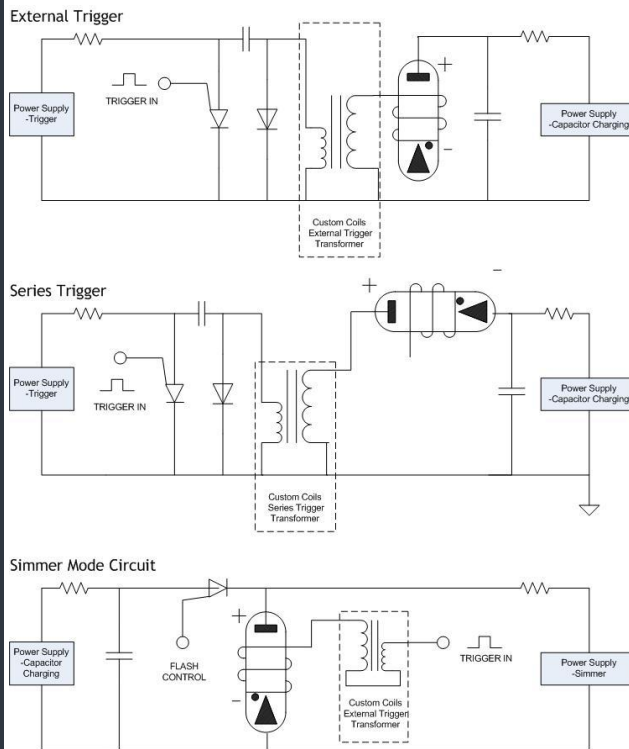 External Trigger
Power Supply
-Trigger
TRIGGER IN
+
-
Power Supply
-Capacitor Charging
Custom Coils
External Trigger
Transformer
Series Trigger
+
-
Power Supply
-Trigger
TRIGGER IN
Power Supply
-Capacitor Charging
Custom Coils
Series Trigger
Transformer
Simmer Mode Circuit
+
Power Supply
-Capacitor
Charging
FLASH
CONTROL
-
TRIGGER IN
Power Supply
-Simmer
Custom Coils
External Trigger
Transformer